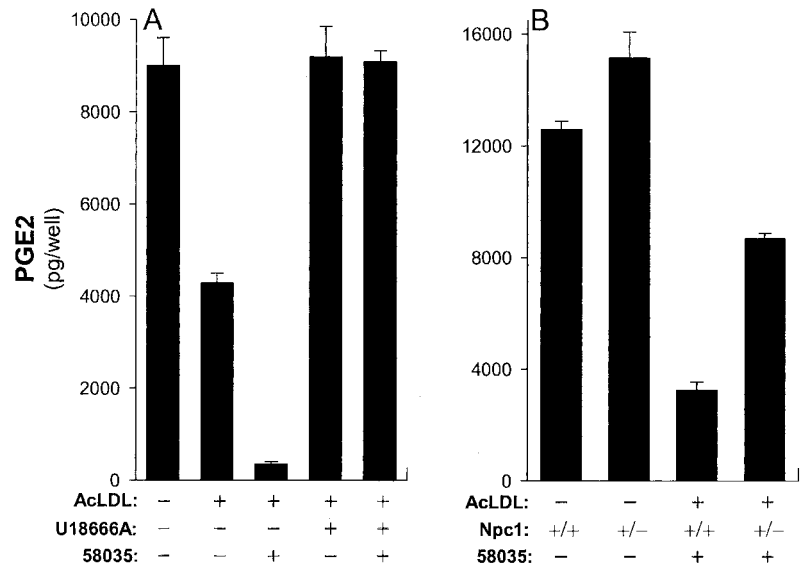 A
B
PGE2
(pg/well)
10000
8000
6000
4000
2000
0
16000
12000
8000
4000
0
AcLDL: − + + + +
U18666A: − − − + +
58035: − − + − +
AcLDL: − − + +
Npc1: +/+ +/− +/+ +/−
58035: − − + +